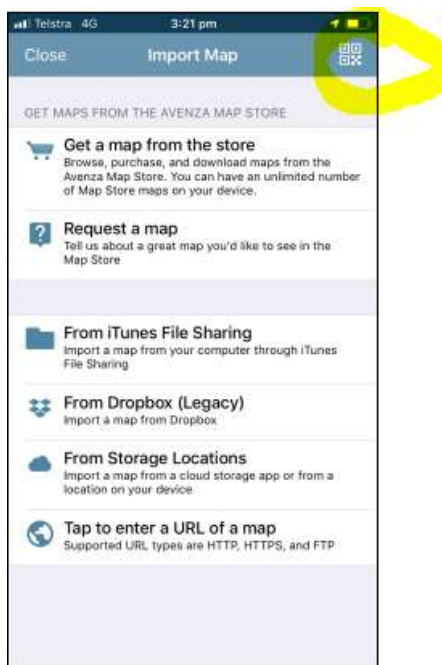 Telstra 4G 3:21 pm
Close Import Map
GET MAPS FROM THE AVENZA MAP STORE
Get a map from the store
Browse, purchase, and download maps from the
Avenza Map Store. You can have an unlimited number
of Map Store maps on your device.
Request a map
Tell us about a great map you'd like to see in the
Map Store
From iTunes File Sharing
Import a map from your computer through iTunes
File Sharing
From Dropbox (Legacy)
Import a map from Dropbox
From Storage Locations
Import a map from a cloud storage app or from a
location on your device
Tap to enter a URL of a map
Supported URL types are HTTP, HTTPS, and FTP